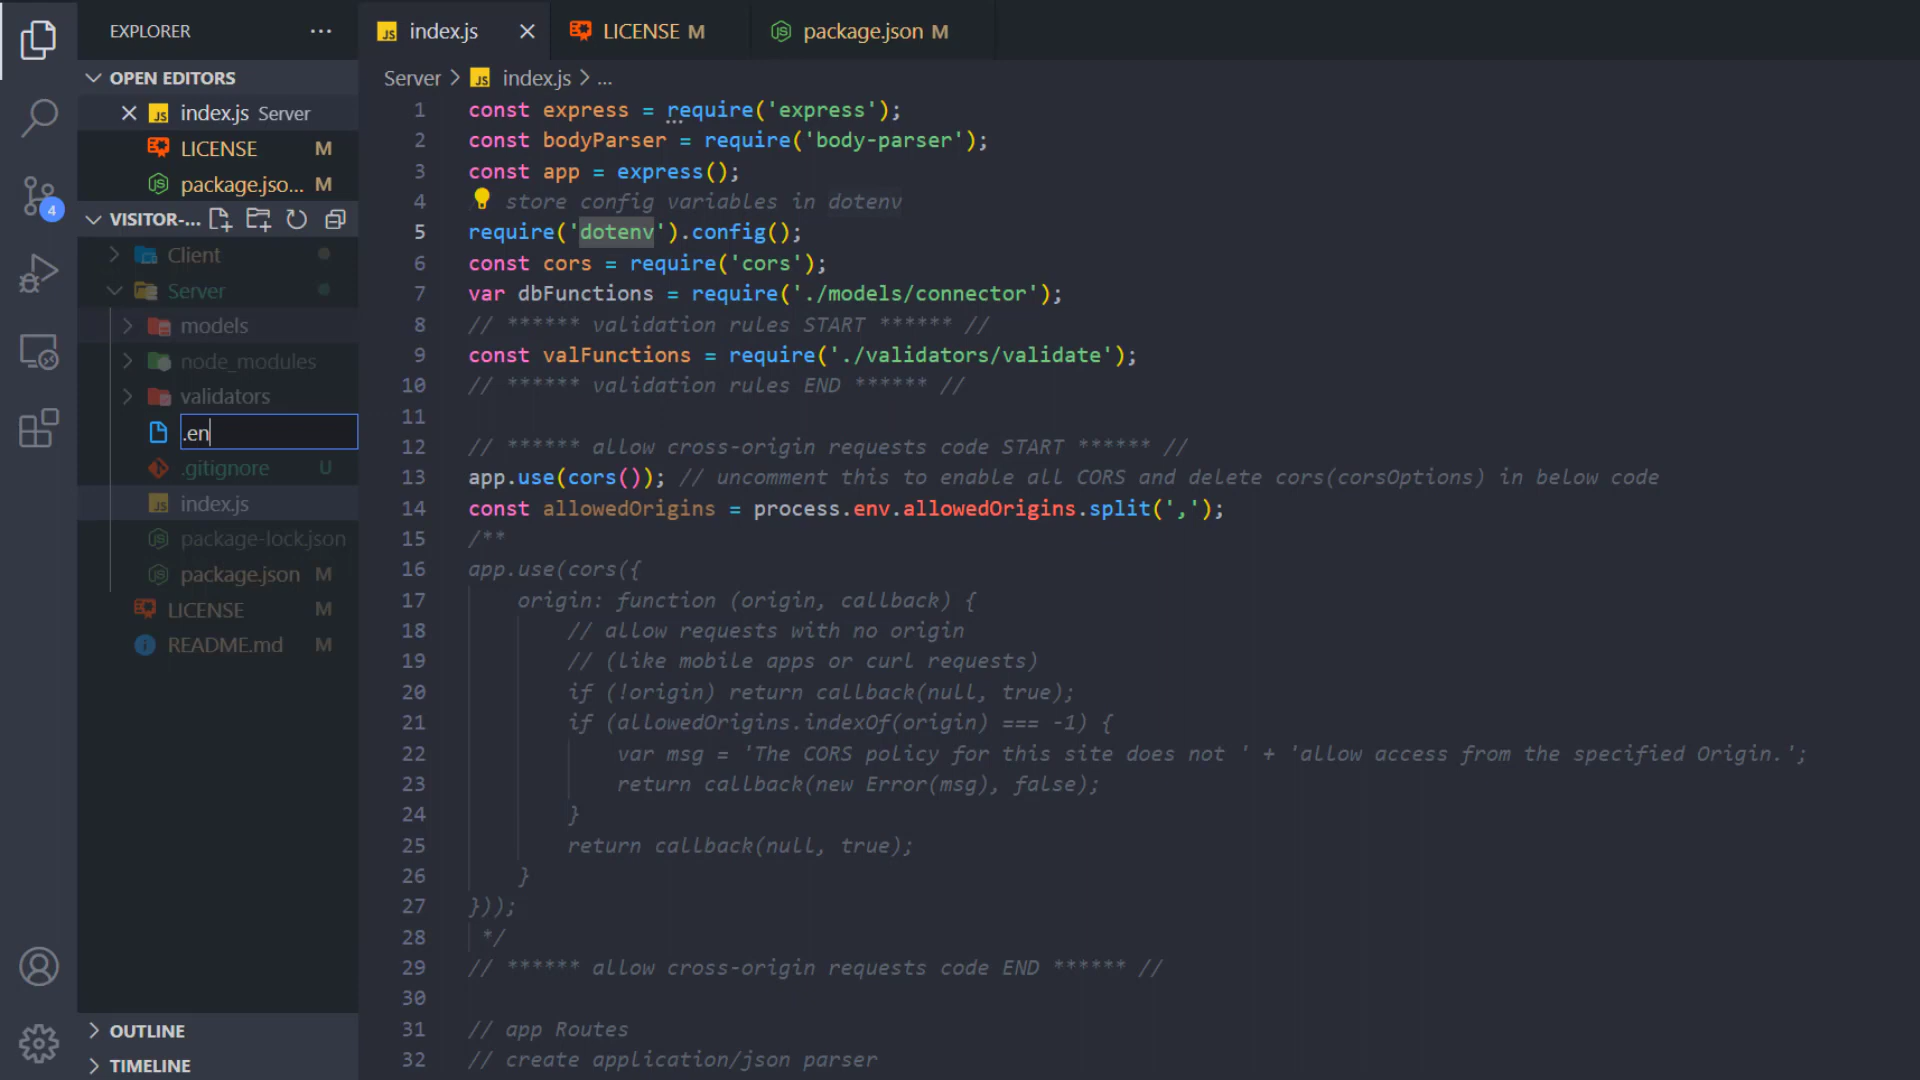 EXPLORER
···
OPEN EDITORS
index.js Server
LICENSE M
package.jso... M
VISITOR-...
Client
Server
models
node_modules
validators
.en
.gitignore U
index.js
package-lock.json
package.json M
LICENSE M
README.md M
OUTLINE
TIMELINE
4
index.js
LICENSE M
package.json M
Server > index.js > ...
1 const express = require('express');
2 const bodyParser = require('body-parser');
3 const app = express();
4 store config variables in dotenv
5 require('dotenv').config();
6 const cors = require('cors');
7 var dbFunctions = require('./models/connector');
8 // ****** validation rules START ****** //
9 const valFunctions = require('./validators/validate');
10 // ****** validation rules END ****** //
11
12 // ****** allow cross-origin requests code START ****** //
13 app.use(cors()); // uncomment this to enable all CORS and delete cors(corsOptions) in below code
14 const allowedOrigins = process.env.allowedOrigins.split(',');
15 /**
16 app.use(cors({
17 origin: function (origin, callback) {
18 // allow requests with no origin
19 // (like mobile apps or curl requests)
20 if (!origin) return callback(null, true);
21 if (allowedOrigins.indexOf(origin) === -1) {
22 var msg = 'The CORS policy for this site does not ' + 'allow access from the specified Origin.';
23 return callback(new Error(msg), false);
24 }
25 return callback(null, true);
26 }
27 }));
28 */
29 // ****** allow cross-origin requests code END ****** //
30
31 // app Routes
32 // create application/json parser